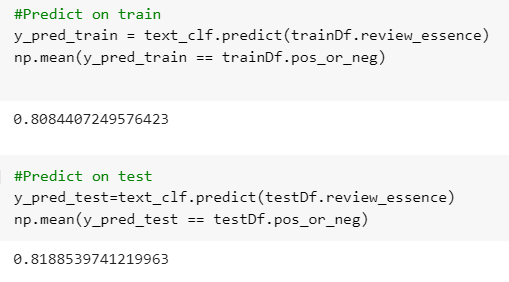 #Predict on train
y_pred_train = text_clf.predict(trainDf.review_essence)
np.mean(y_pred_train == trainDf.pos_or_neg)
0.8084407249576423
#Predict on test
y_pred_test=text_clf.predict(testDf.review_essence)
np.mean(y_pred_test == testDf.pos_or_neg)
0.8188539741219963